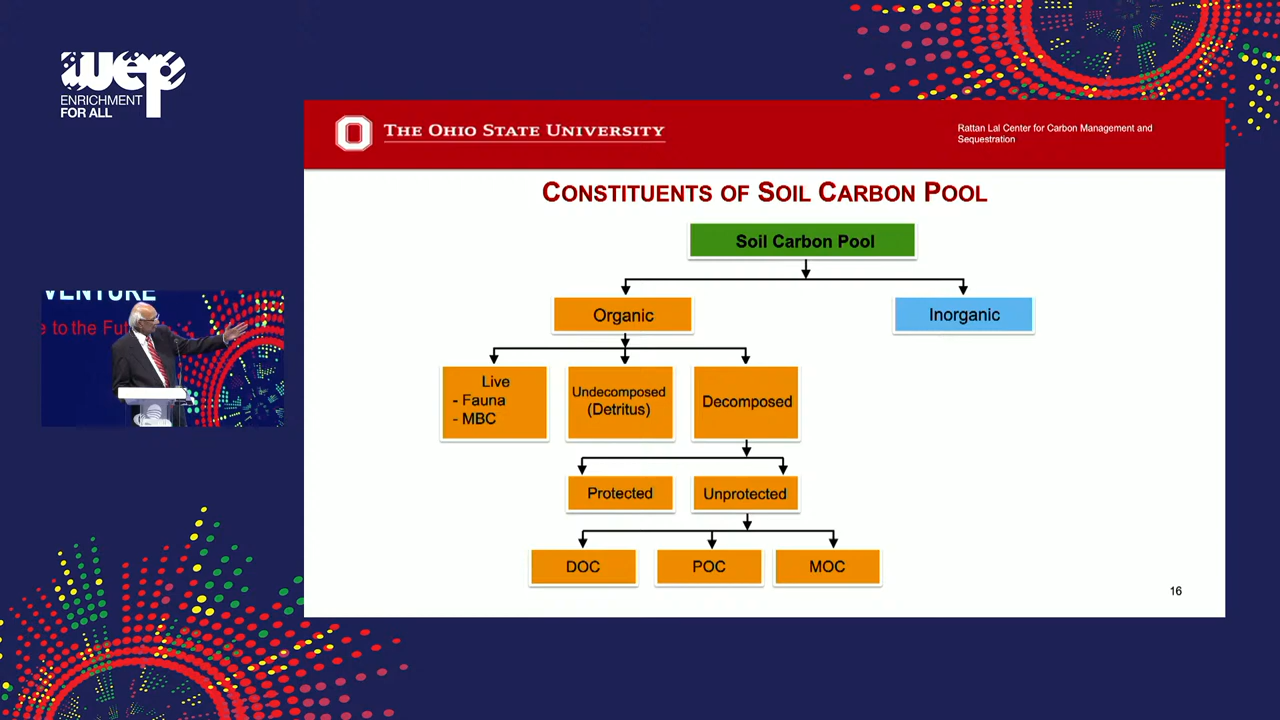 wep
ENRICHMENT
FOR ALL
THE OHIO STATE UNIVERSITY
Rattan Lal Center for Carbon Management and
Sequestration
CONSTITUENTS OF SOIL CARBON POOL
Soil Carbon Pool
Organic
Inorganic
Live
- Fauna
- MBC
Undecomposed
(Detritus)
Decomposed
Protected
Unprotected
DOC
POC
MOC
16
VENTURE
to the